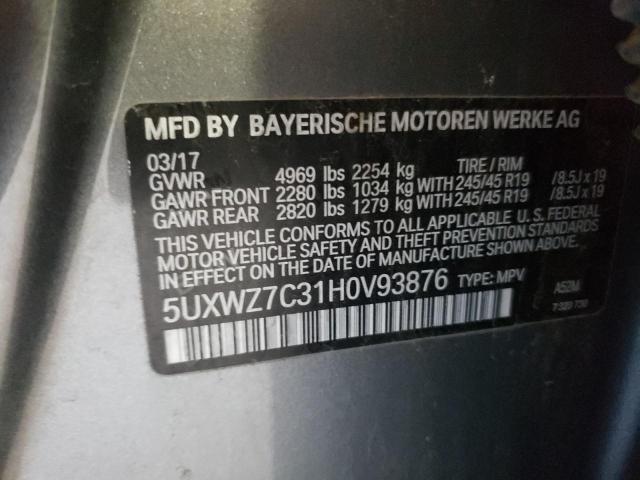 MFD BY BAYERISCHE MOTOREN WERKE AG
03/17 TIRE / RIM
GVWR 4969 lbs 2254 kg
GAWR FRONT 2280 lbs 1034 kg WITH 245/45 R19 / 8.5J x 19
GAWR REAR 2820 lbs 1279 kg WITH 245/45 R19 / 8.5J x 19
THIS VEHICLE CONFORMS TO ALL APPLICABLE U.S. FEDERAL
MOTOR VEHICLE SAFETY AND THEFT PREVENTION STANDARDS
IN EFFECT ON THE DATE OF MANUFACTURE SHOWN ABOVE.
5UXWZ7C31H0V93876 TYPE: MPV A52M